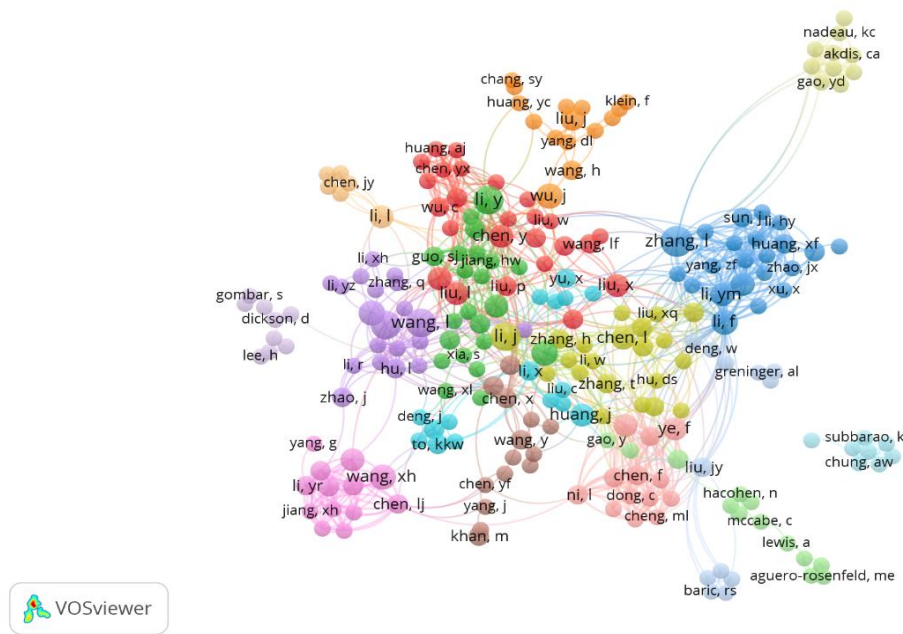 nadeau, kc
akdis, ca
gao, yd
chang, sy
huang, yc
klein, f
liu, j
yang, dl
wang, h
huang, aj
chen, yx
chen, jy
li, y
wu, j
wu, c
li, l
liu, w
chen, y
wang, lf
sun, j
li, hy
zhang, l
huang, xf
yang, zf
zhao, jx
li, ym
xu, x
li, f
guo, sj
jiang, hw
li, xh
zhang, q
li, yz
yu, x
liu, l
liu, p
liu, x
gombar, s
dickson, d
lee, h
wang, l
li, j
zhang, h
chen, l
liu, xq
deng, w
li, r
hu, l
xia, s
li, x
li, w
zhang, t
hu, ds
greninger, al
zhao, j
wang, xl
chen, x
liu, c
huang, j
deng, j
to, kkw
wang, y
gao, y
ye, f
subbarao, k
chung, aw
yang, g
wang, xh
li, yr
chen, lj
jiang, xh
chen, yf
yang, j
khan, m
ni, l
chen, f
dong, c
cheng, ml
liu, jy
hacohen, n
mccabe, c
lewis, a
aguero-rosenfeld, me
baric, rs
VOSviewer